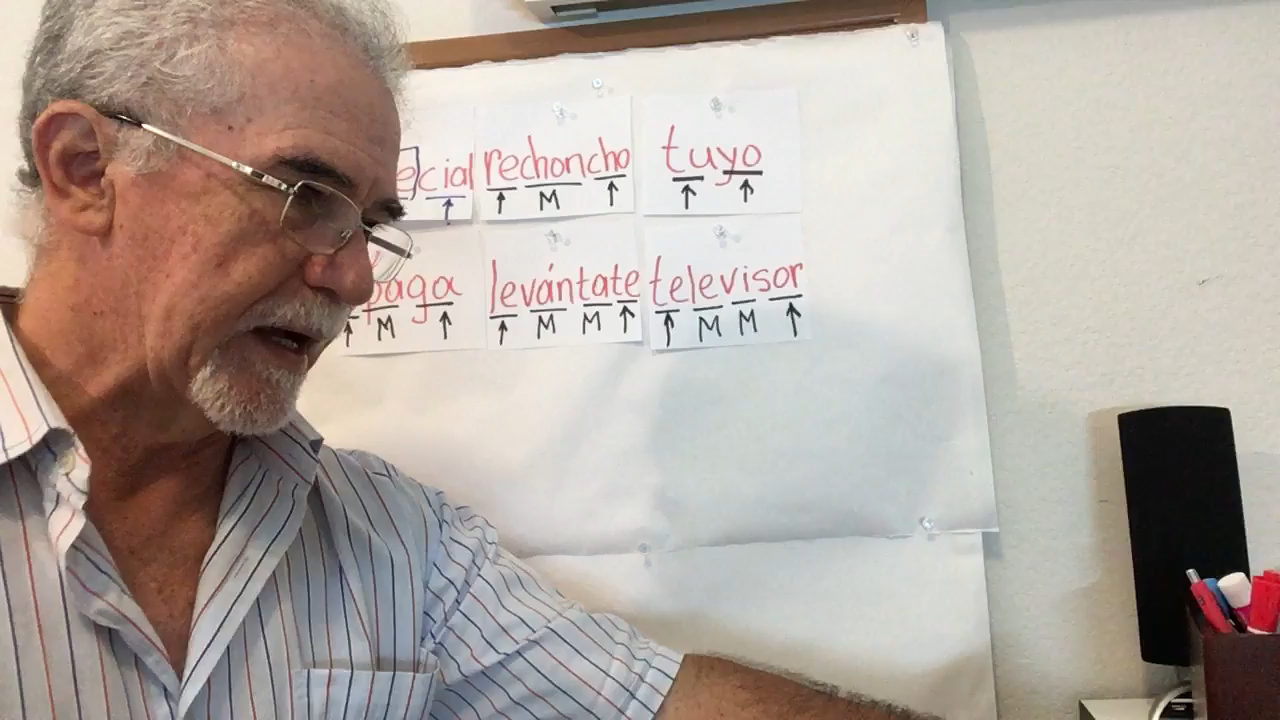 ecial rechoncho tuyo
↑ ↑ M ↑ ↑ ↑
paga levántate televisor
↑ M ↑ ↑ M M ↑ ↑ M M ↑